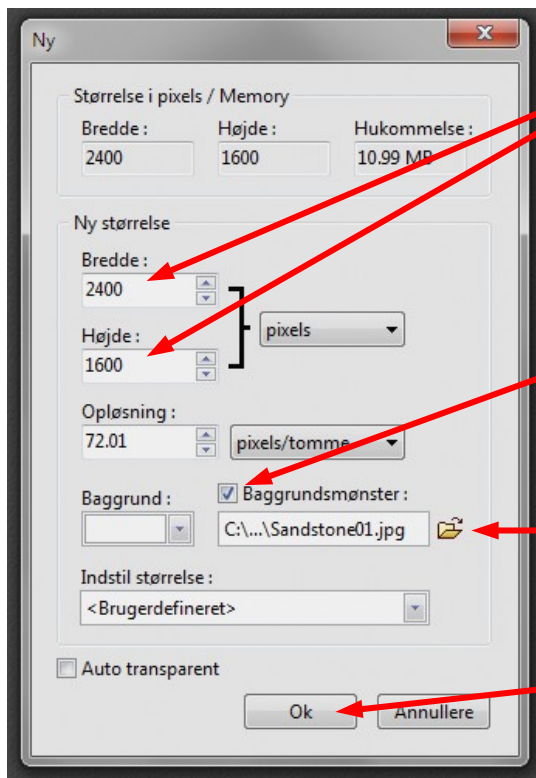 Ny
Størrelse i pixels / Memory
Bredde : Højde : Hukommelse :
2400 1600 10.99 MB
Ny størrelse
Bredde :
2400
pixels
Højde :
1600
Opløsning :
72.01 pixels/tomme
Baggrund : Baggrundsmønster :
C:\...\Sandstone01.jpg
Indstil størrelse :
<Brugerdefineret>
Auto transparent
Ok Annullere